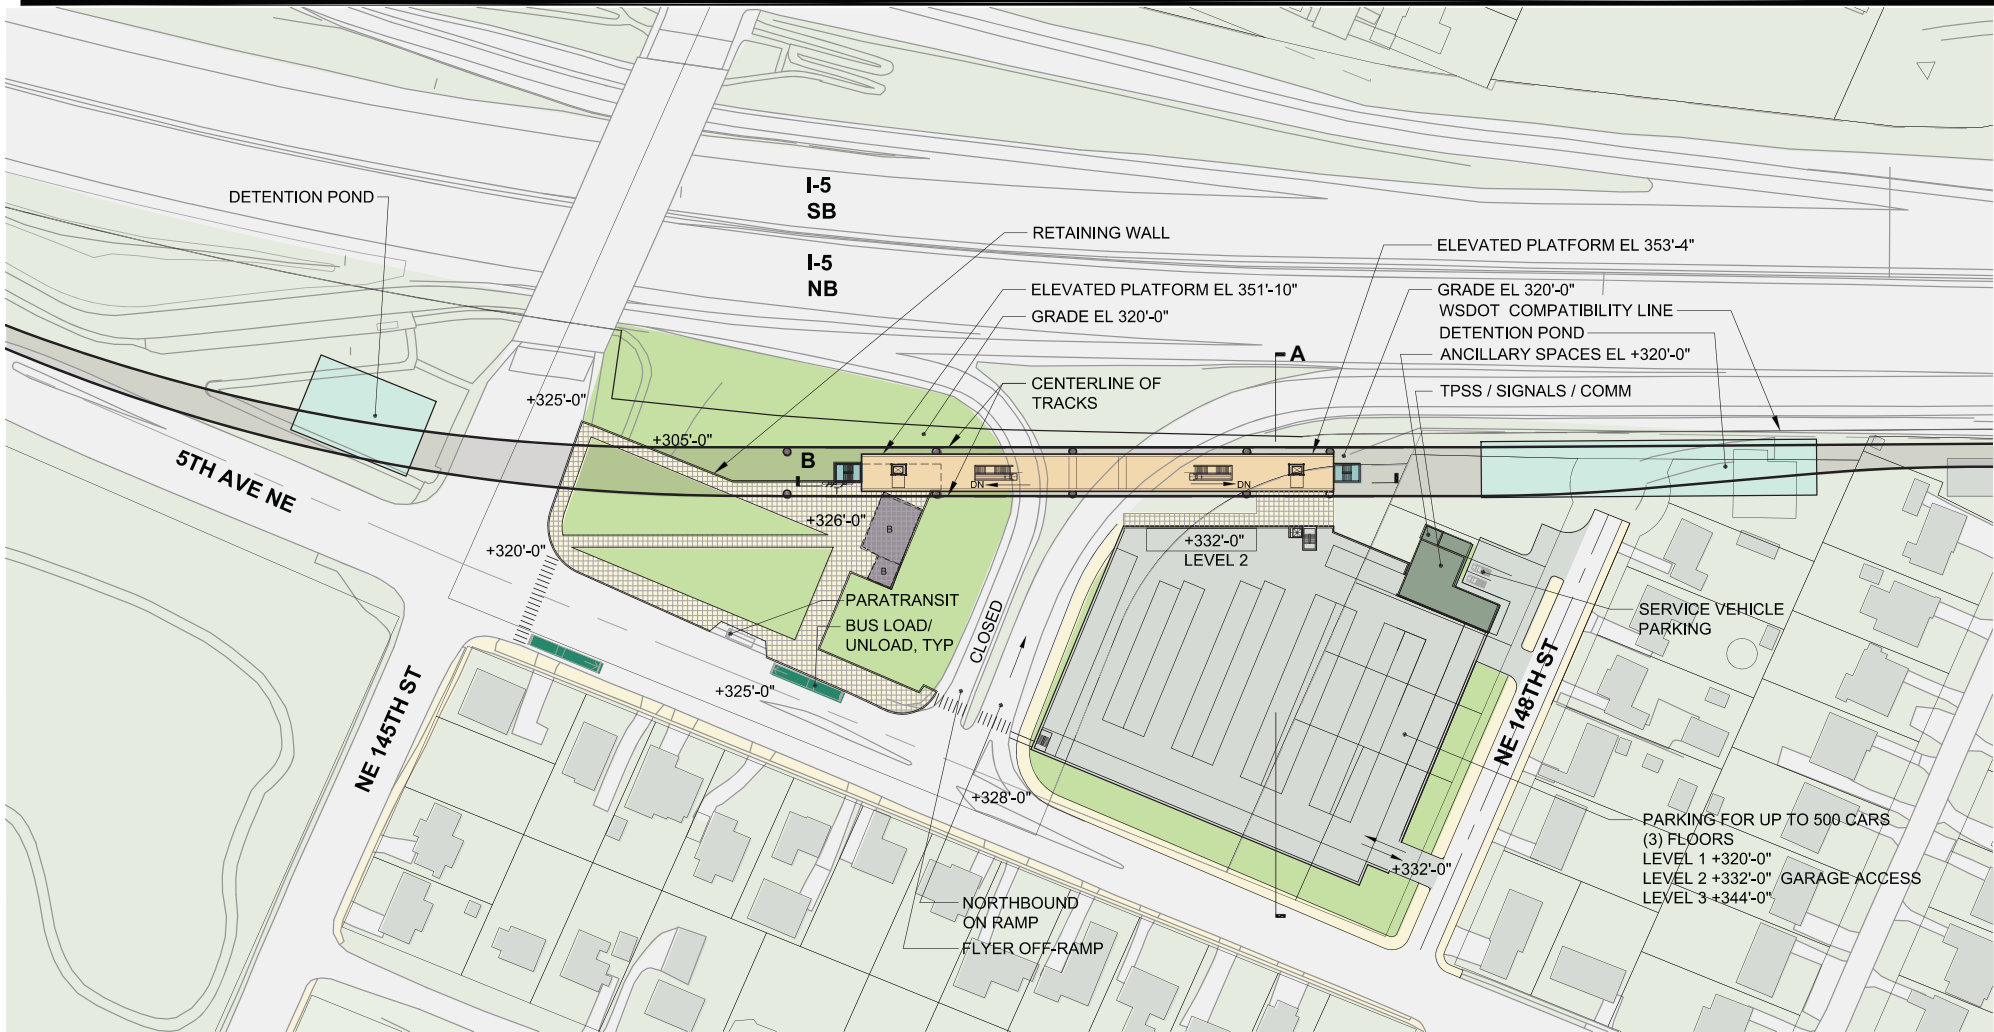 DETENTION POND
I-5
SB
I-5
NB
RETAINING WALL
ELEVATED PLATFORM EL 353'-4"
ELEVATED PLATFORM EL 351'-10"
GRADE EL 320'-0"
GRADE EL 320'-0"
WSDOT COMPATIBILITY LINE
DETENTION POND
ANCILLARY SPACES EL +320'-0"
A
CENTERLINE OF
TRACKS
TPSS / SIGNALS / COMM
+325'-0"
+305'-0"
B
5TH AVE NE
DN
DN
+326'-0"
B
+320'-0"
+332'-0"
LEVEL 2
B
PARATRANSIT
BUS LOAD/
UNLOAD, TYP
CLOSED
SERVICE VEHICLE
PARKING
+325'-0"
NE 145TH ST
NE 148TH ST
+328'-0"
PARKING FOR UP TO 500 CARS
(3) FLOORS
LEVEL 1 +320'-0"
LEVEL 2 +332'-0" GARAGE ACCESS
LEVEL 3 +344'-0"
+332'-0"
NORTHBOUND
ON RAMP
FLYER OFF-RAMP